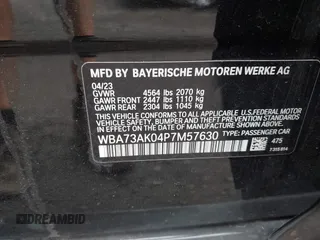 MFD BY BAYERISCHE MOTOREN WERKE AG
04/23
GVWR 4564 lbs 2070 kg
GAWR FRONT 2447 lbs 1110 kg
GAWR REAR 2304 lbs 1045 kg
THIS VEHICLE CONFORMS TO ALL APPLICABLE U.S. FEDERAL MOTOR
VEHICLE SAFETY, BUMPER, AND THEFT PREVENTION STANDARDS IN
EFFECT ON THE DATE OF MANUFACTURE SHOWN ABOVE.
WBA73AK04P7M57630 TYPE: PASSENGER CAR
475
DREAMBID